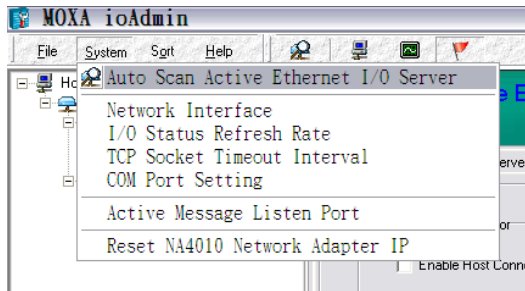 MOXA ioAdmin
File System Sort Help
Auto Scan Active Ethernet I/O Server
Network Interface
I/O Status Refresh Rate
TCP Socket Timeout Interval
COM Port Setting
Active Message Listen Port
Reset NA4010 Network Adapter IP
Enable Host